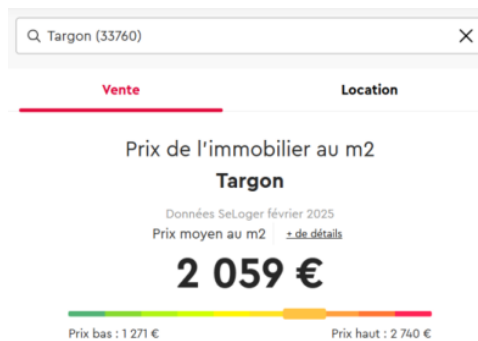 Targon (33760)
Vente Location
Prix de l'immobilier au m2
Targon
Données SeLoger février 2025
Prix moyen au m2 + de détails
2 059 €
Prix bas : 1 271 € Prix haut : 2 740 €